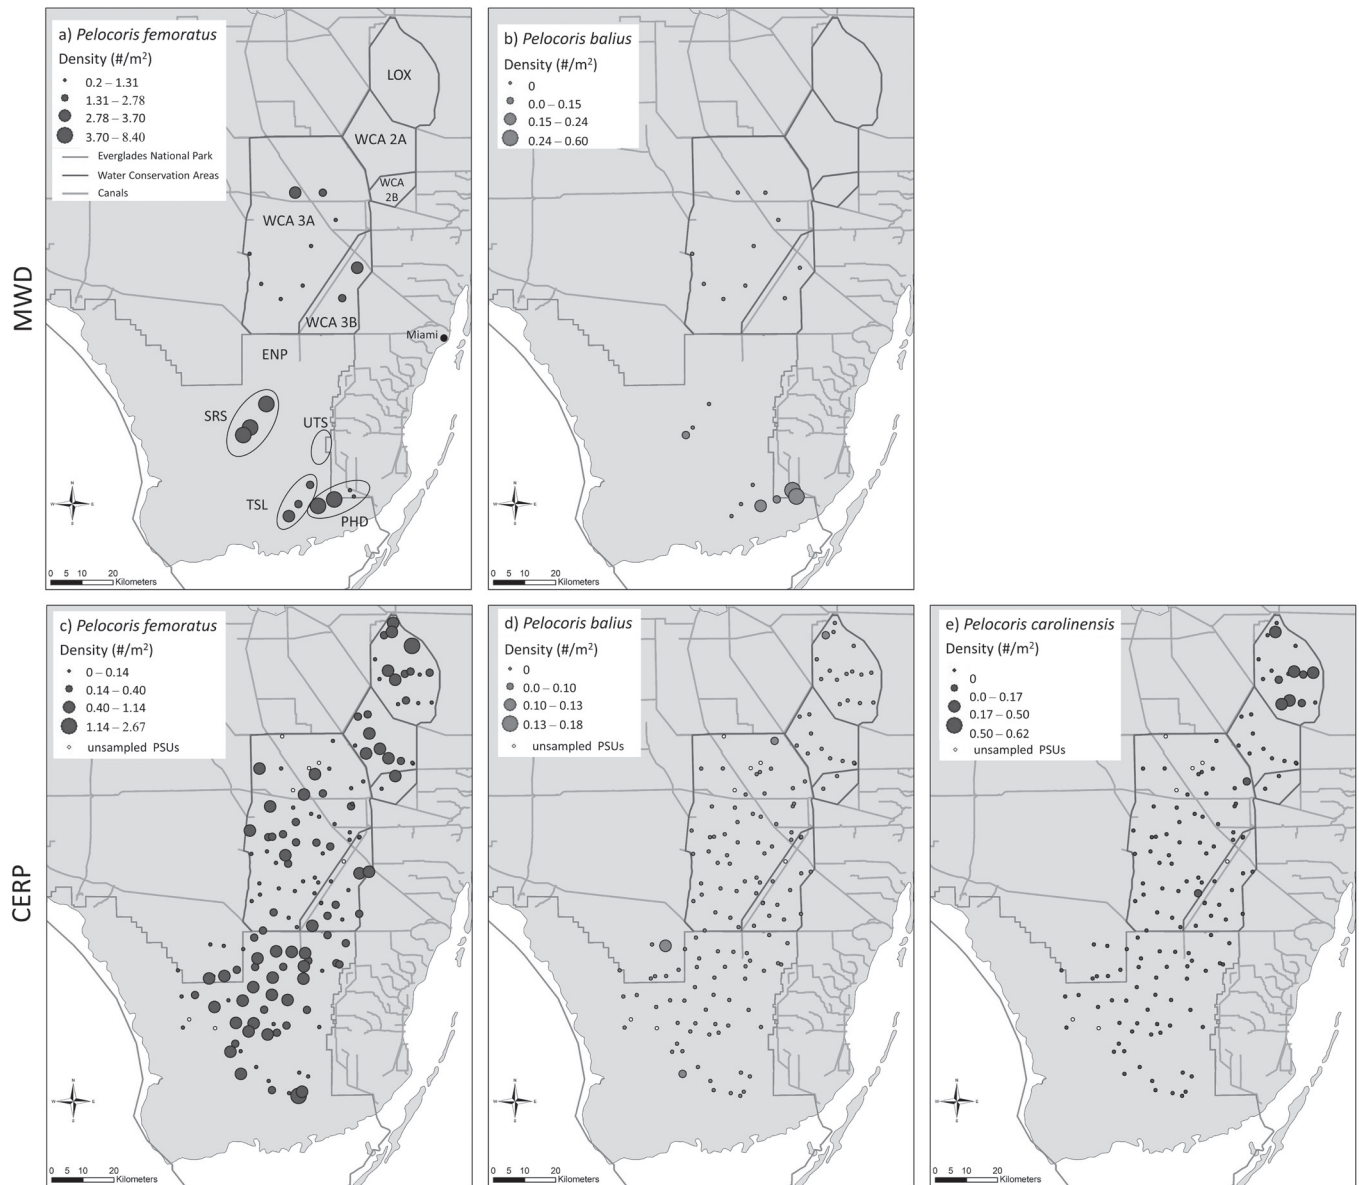 MWD
a) Pelocoris femoratus
Density (#/m²)
0.2 – 1.31
1.31 – 2.78
2.78 – 3.70
3.70 – 8.40
Everglades National Park
Water Conservation Areas
Canals
LOX
WCA 2A
WCA
2B
WCA 3A
WCA 3B
Miami
ENP
SRS
UTS
TSL
PHD
N
W E
S
0 5 10 20
Kilometers
b) Pelocoris balius
Density (#/m²)
0
0.0 – 0.15
0.15 – 0.24
0.24 – 0.60
N
W E
S
0 5 10 20
Kilometers
CERP
c) Pelocoris femoratus
Density (#/m²)
0 – 0.14
0.14 – 0.40
0.40 – 1.14
1.14 – 2.67
unsampled PSUs
N
W E
S
0 5 10 20
Kilometers
d) Pelocoris balius
Density (#/m²)
0
0.0 – 0.10
0.10 – 0.13
0.13 – 0.18
unsampled PSUs
N
W E
S
0 5 10 20
Kilometers
e) Pelocoris carolinensis
Density (#/m²)
0
0.0 – 0.17
0.17 – 0.50
0.50 – 0.62
unsampled PSUs
N
W E
S
0 5 10 20
Kilometers